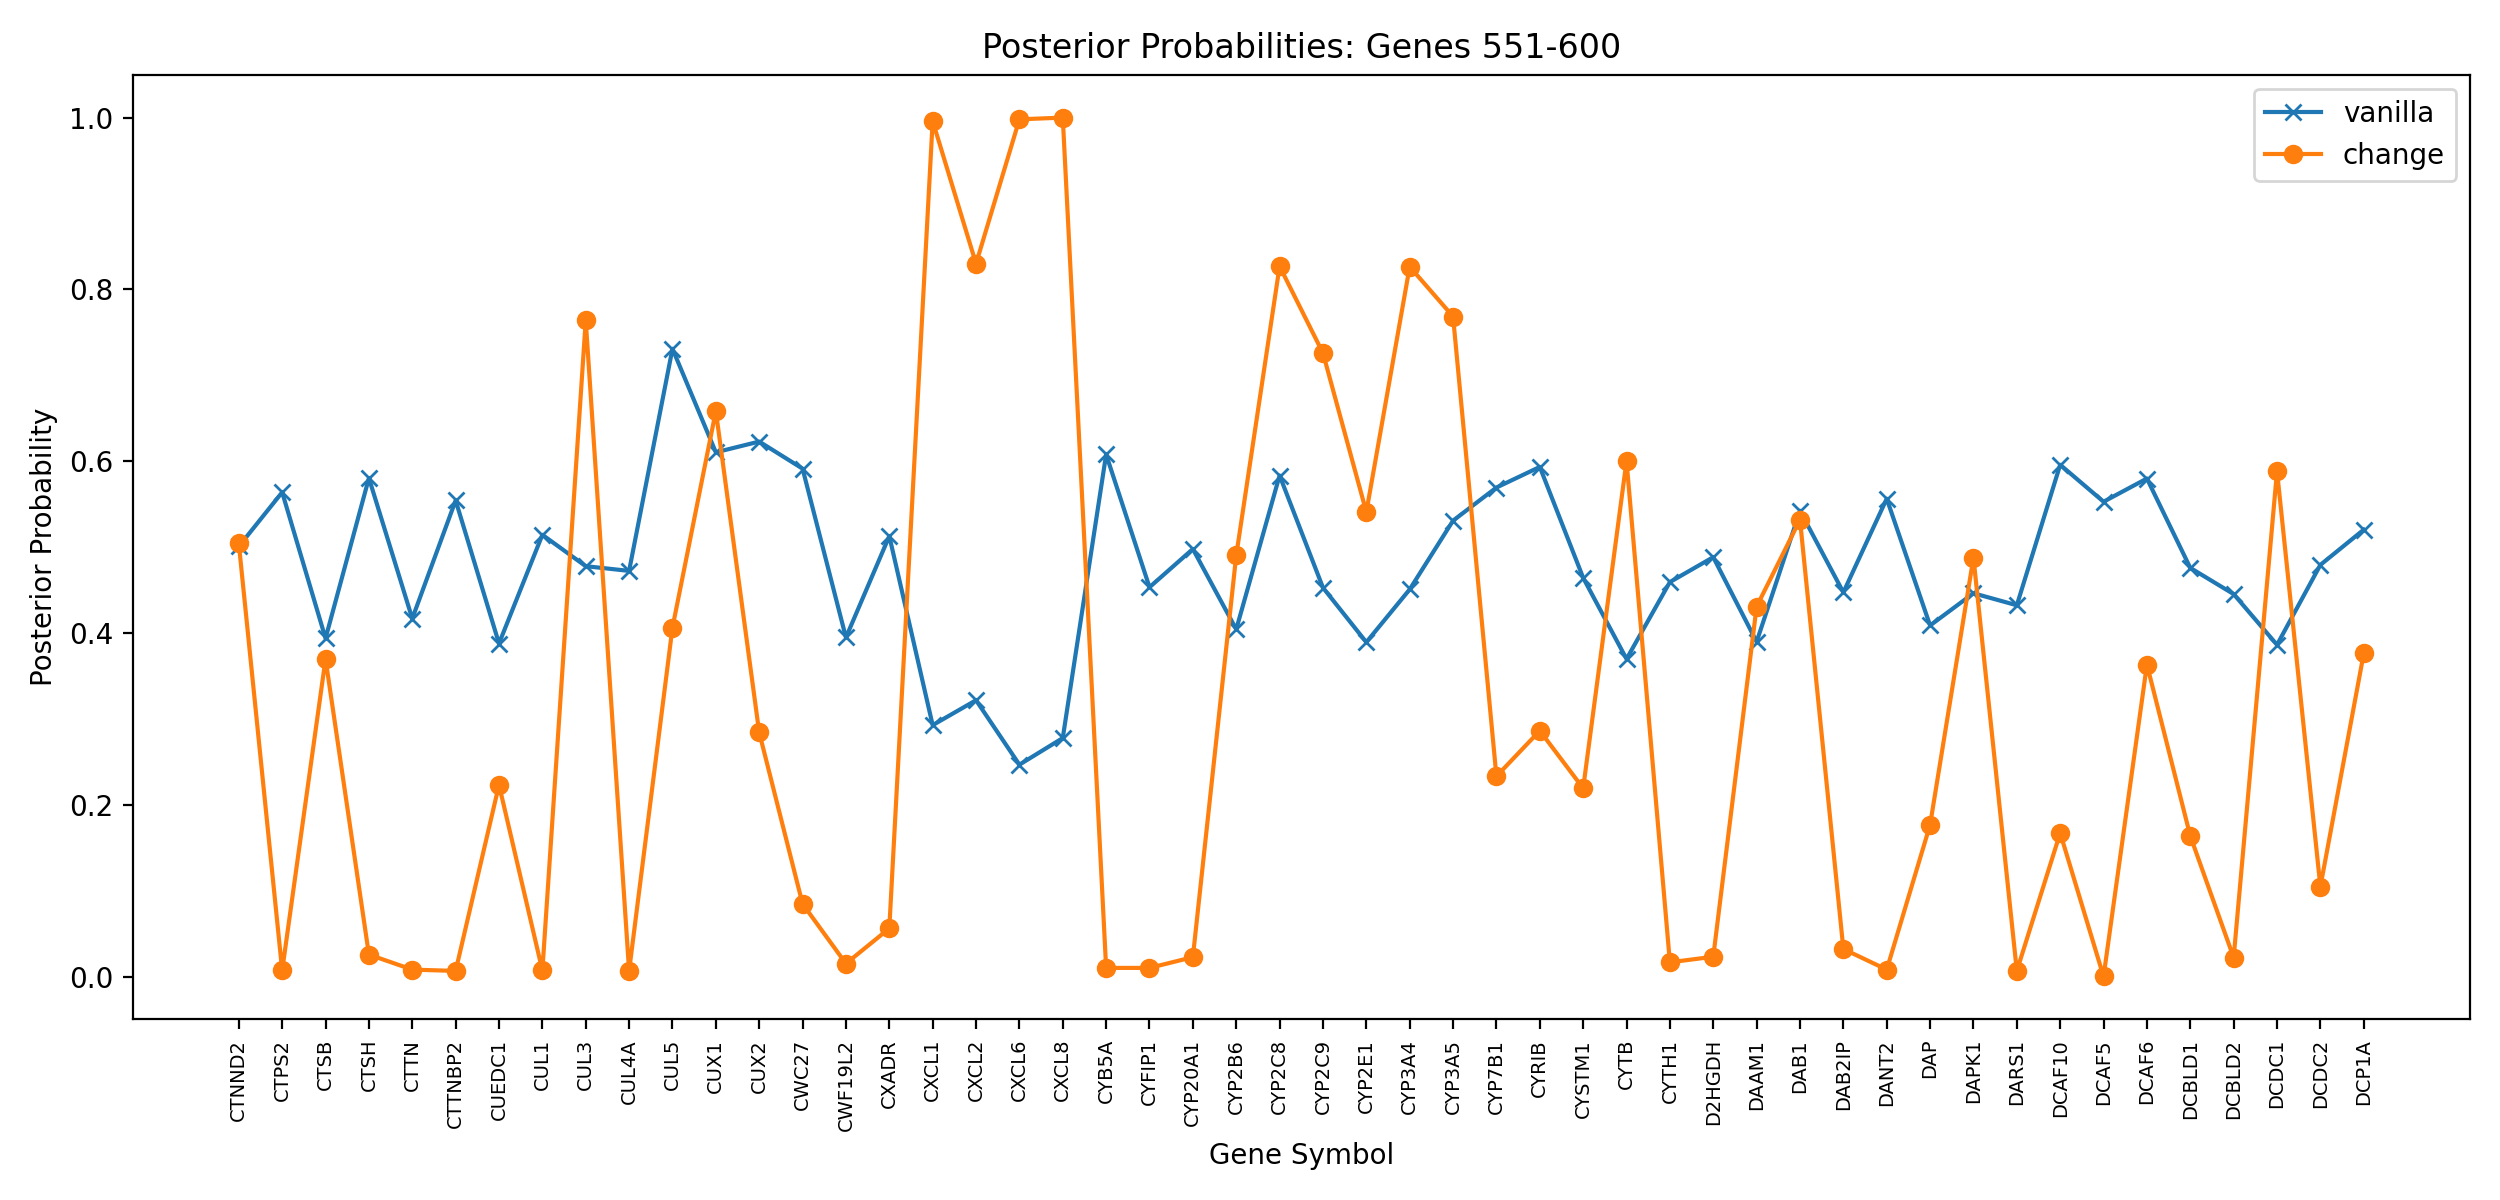 Posterior Probabilities: Genes 551-600
vanilla
change
Posterior Probability
1.0
0.8
0.6
0.4
0.2
0.0
CTNND2
CTPS2
CTSB
CTSH
CTTN
CTTNBP2
CUEDC1
CUL1
CUL3
CUL4A
CUL5
CUX1
CUX2
CWC27
CWF19L2
CXADR
CXCL1
CXCL2
CXCL6
CXCL8
CYB5A
CYFIP1
CYP20A1
CYP2B6
CYP2C8
CYP2C9
CYP2E1
CYP3A4
CYP3A5
CYP7B1
CYRIB
CYSTM1
CYTB
CYTH1
D2HGDH
DAAM1
DAB1
DAB2IP
DANT2
DAP
DAPK1
DARS1
DCAF10
DCAF5
DCAF6
DCBLD1
DCBLD2
DCDC1
DCDC2
DCP1A
Gene Symbol